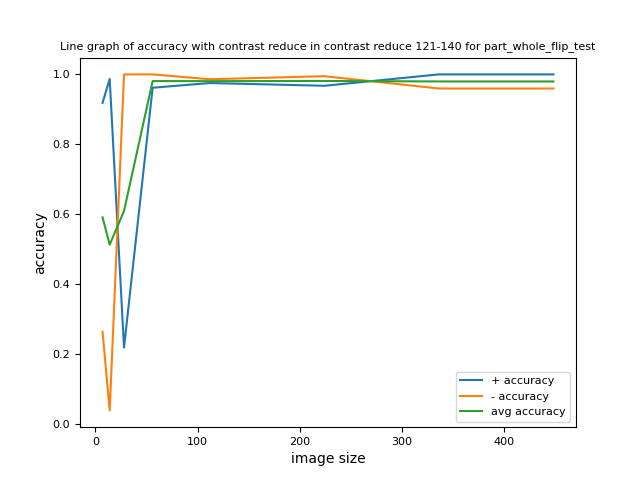 Line graph of accuracy with contrast reduce in contrast reduce 121-140 for part_whole_flip_test
1.0
0.8
0.6
0.4
0.2
0.0
accuracy
0 100 200 300 400
image size
+ accuracy
- accuracy
avg accuracy